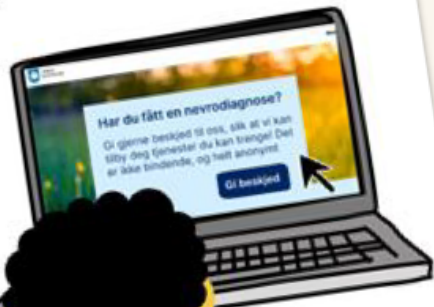 Har du fått en nevrodiagnose?
Gi gjerne beskjed til oss, slik at vi kan
tilby deg tjenester du kan trenge! Det
er ikke bindende, og helt anonymt
Gi beskjed